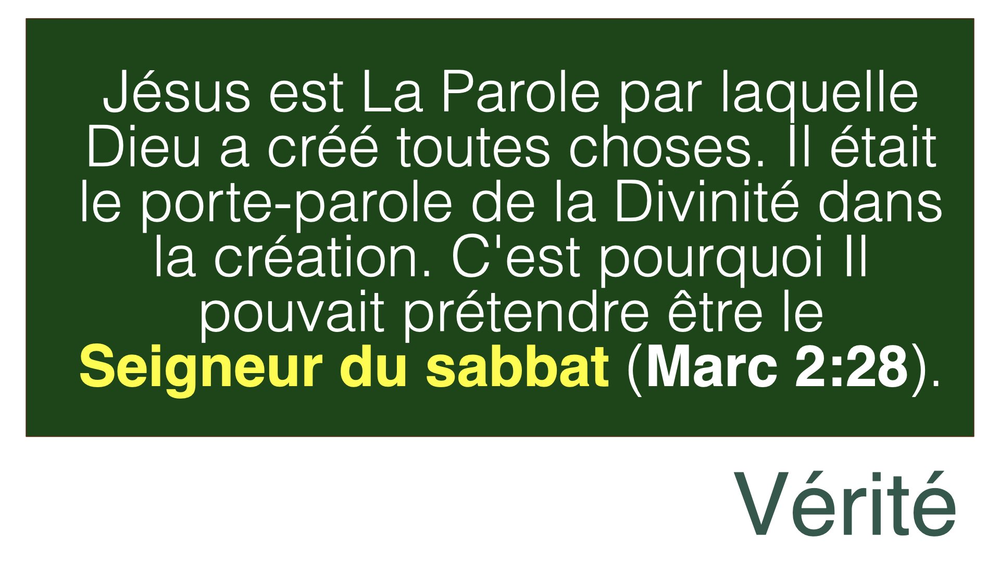 Jésus est La Parole par laquelle
Dieu a créé toutes choses. Il était
le porte-parole de la Divinité dans
la création. C'est pourquoi Il
pouvait prétendre être le
Seigneur du sabbat (Marc 2:28).
Vérité